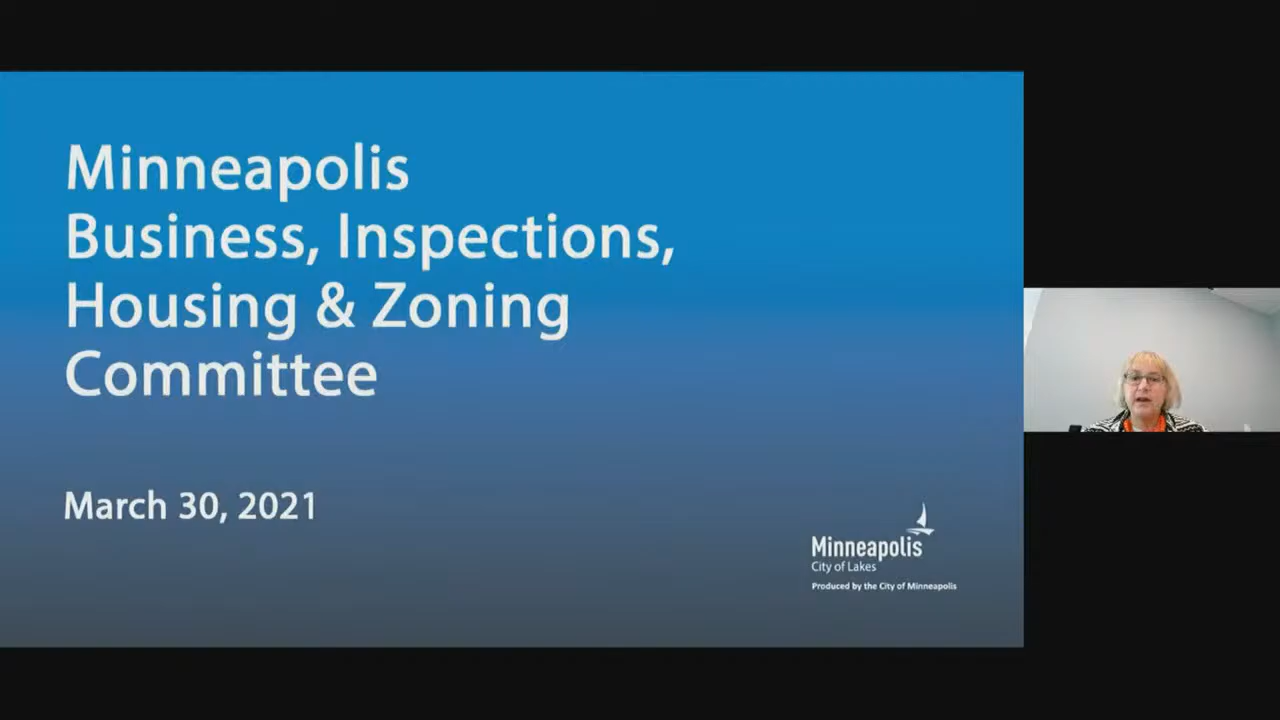 Minneapolis
Business, Inspections,
Housing & Zoning
Committee
March 30, 2021
Minneapolis
City of Lakes
Produced by the City of Minneapolis